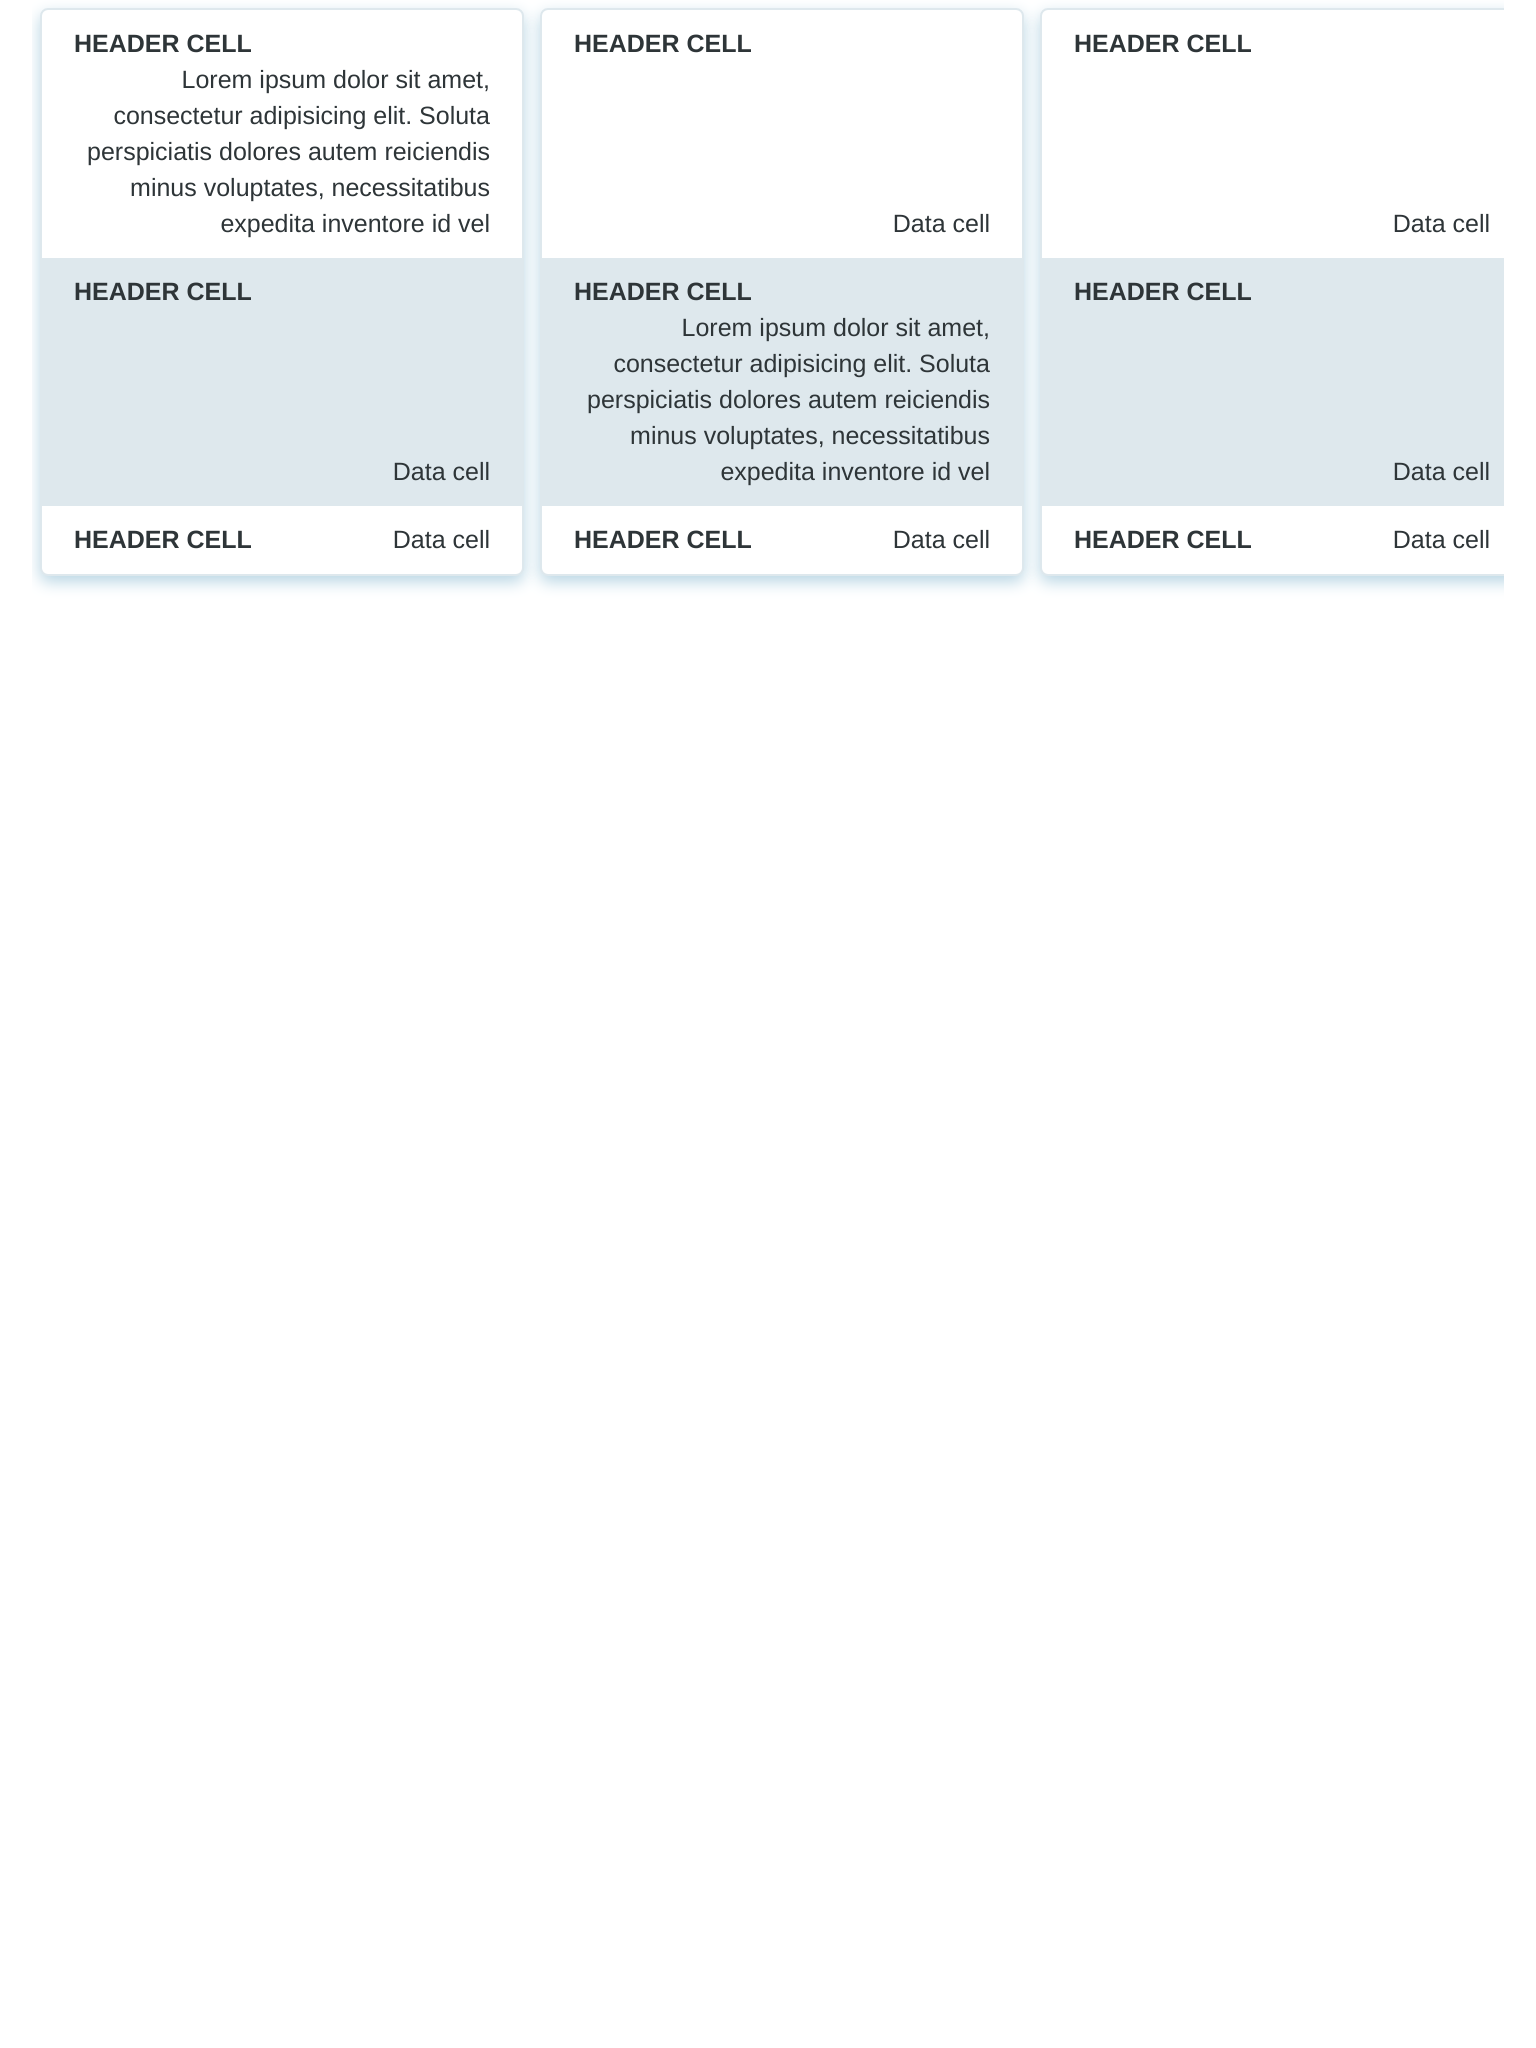 HEADER CELL
Lorem ipsum dolor sit amet,
consectetur adipisicing elit. Soluta
perspiciatis dolores autem reiciendis
minus voluptates, necessitatibus
expedita inventore id vel
HEADER CELL
Data cell
HEADER CELL Data cell
HEADER CELL
Data cell
HEADER CELL
Lorem ipsum dolor sit amet,
consectetur adipisicing elit. Soluta
perspiciatis dolores autem reiciendis
minus voluptates, necessitatibus
expedita inventore id vel
HEADER CELL Data cell
HEADER CELL
Data cell
HEADER CELL
Data cell
HEADER CELL Data cell